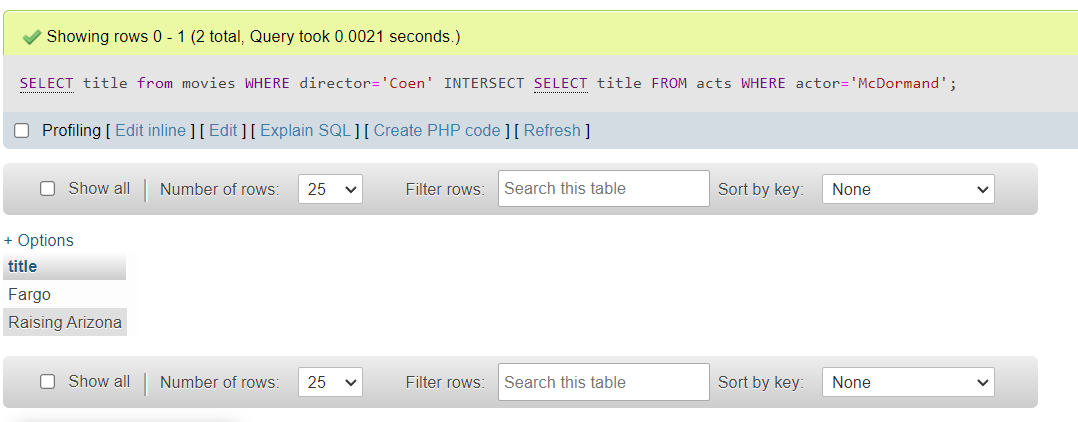 Showing rows 0 - 1 (2 total, Query took 0.0021 seconds.)
SELECT title from movies WHERE director='Coen' INTERSECT SELECT title FROM acts WHERE actor='McDormand';
Profiling [ Edit inline ] [ Edit ] [ Explain SQL ] [ Create PHP code ] [ Refresh ]
Show all Number of rows: 25 Filter rows: Search this table Sort by key: None
+ Options
title
Fargo
Raising Arizona
Show all Number of rows: 25 Filter rows: Search this table Sort by key: None